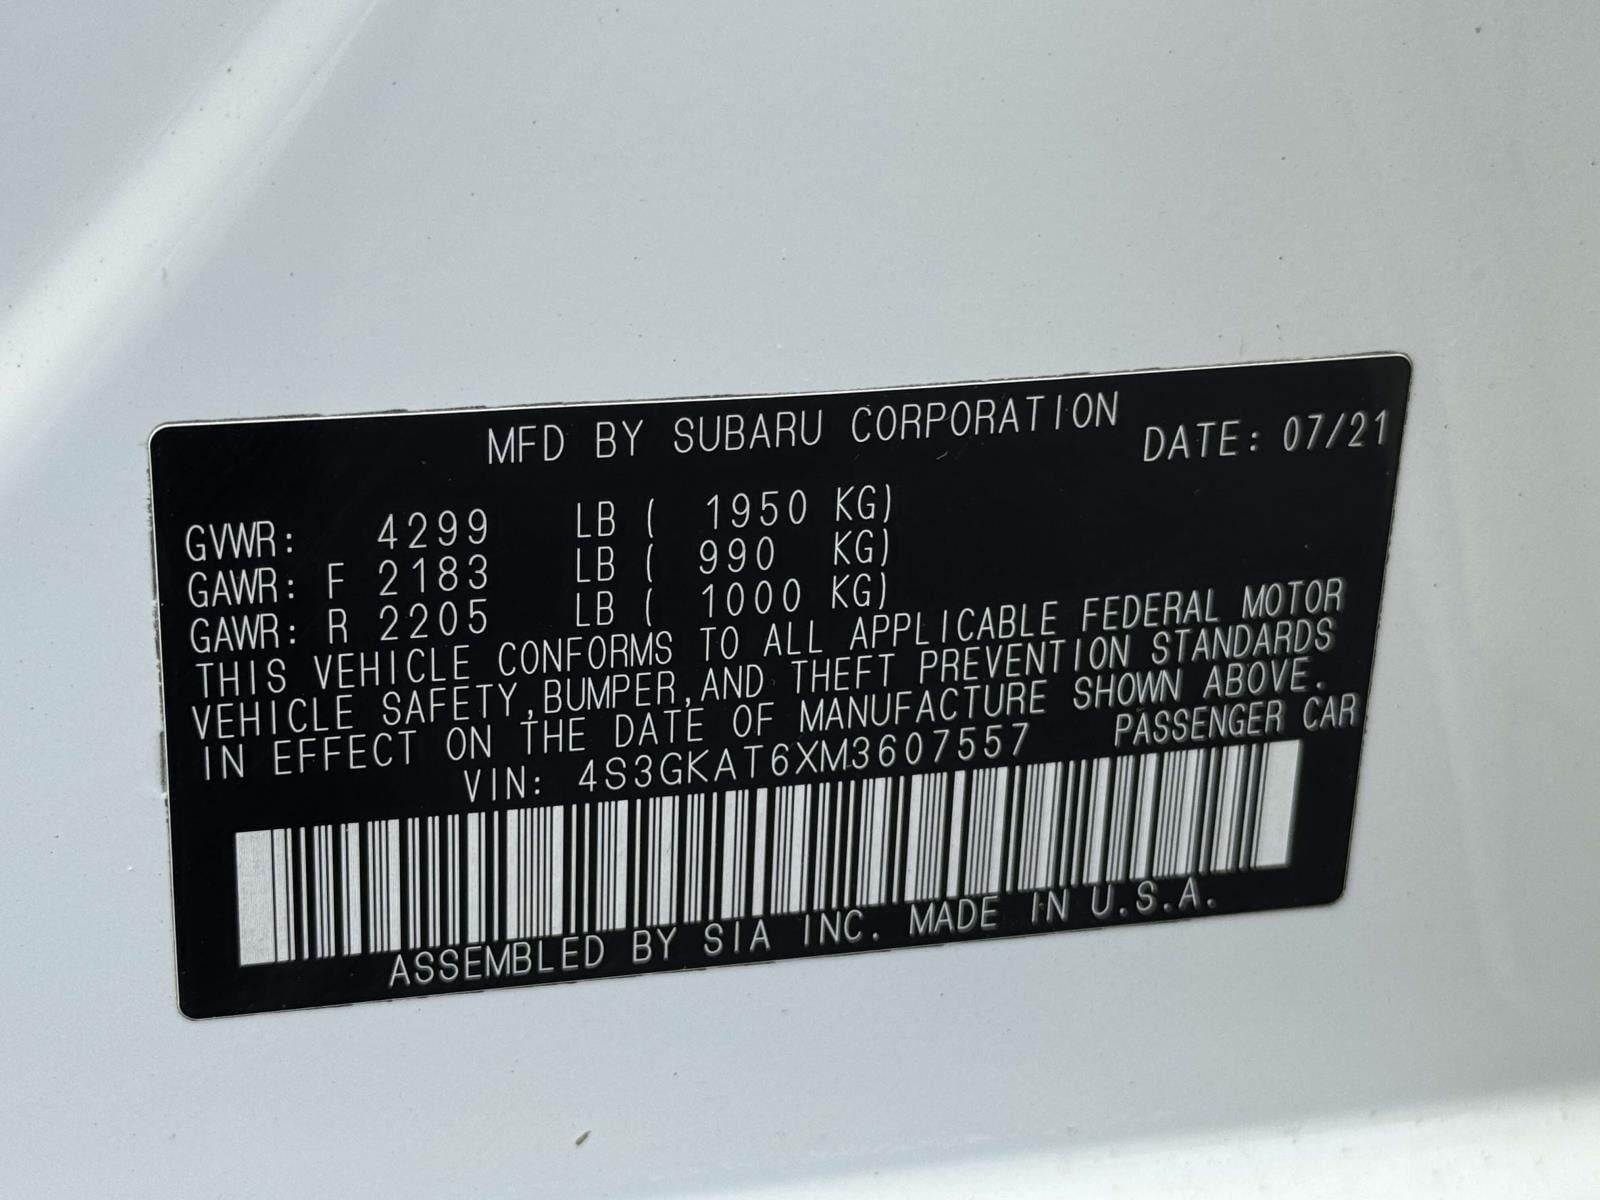 MFD BY SUBARU CORPORATION DATE: 07/21
GVWR: 4299 LB ( 1950 KG)
GAWR: F 2183 LB ( 990 KG)
GAWR: R 2205 LB ( 1000 KG)
THIS VEHICLE CONFORMS TO ALL APPLICABLE FEDERAL MOTOR
VEHICLE SAFETY,BUMPER,AND THEFT PREVENTION STANDARDS
IN EFFECT ON THE DATE OF MANUFACTURE SHOWN ABOVE.
VIN: 4S3GKAT6XM3607557 PASSENGER CAR
ASSEMBLED BY SIA INC. MADE IN U.S.A.